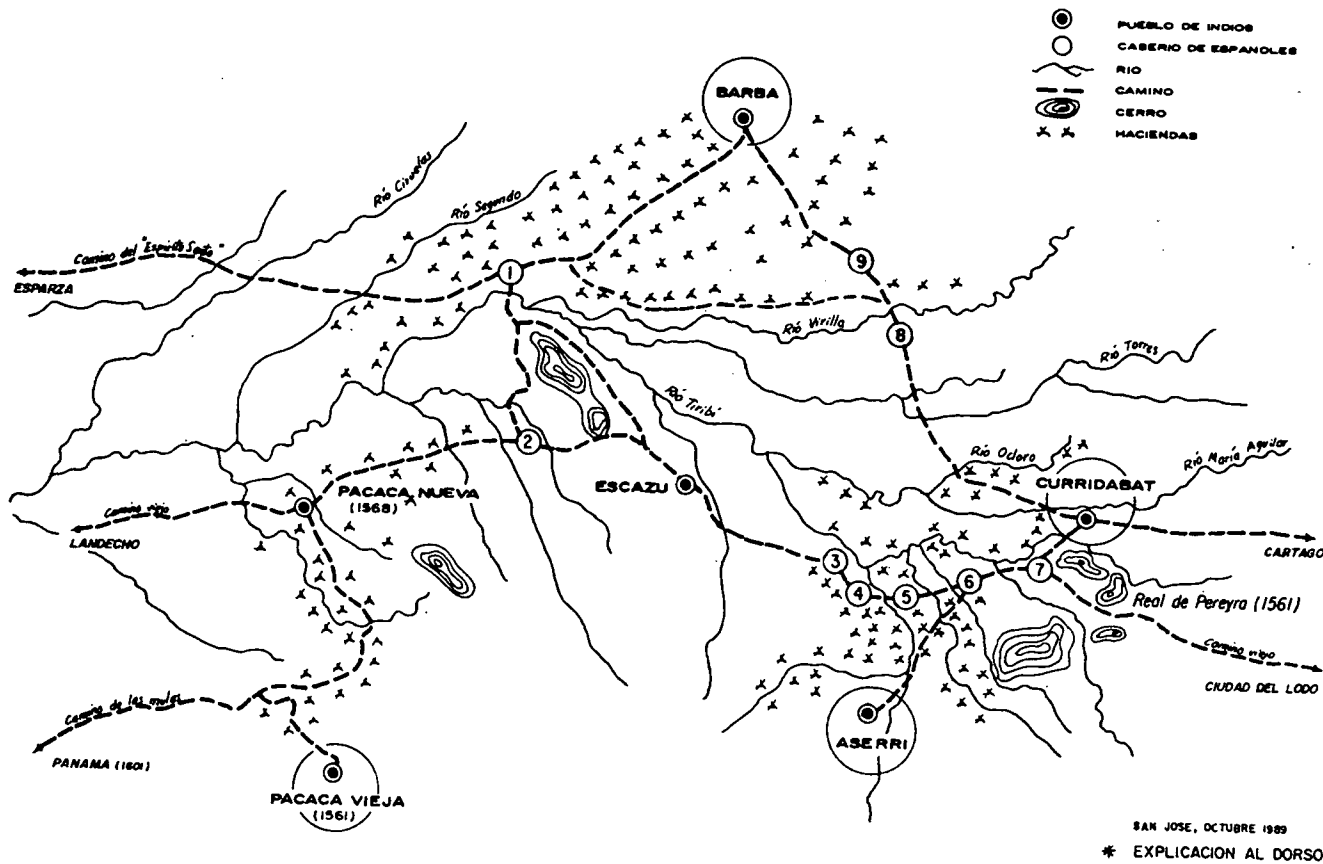 PUEBLO DE INDIOS
CASERIO DE ESPAÑOLES
RIO
CAMINO
CERRO
HACIENDAS
BARBA
Río Ciruelas
Río Segundo
Camino del "Espíritu Santo"
ESPARZA
1
9
Río Virilla
8
Río Torres
Río Tiribí
2
Río Ocloro
Río María Aguilar
ESCAZU
CURRIDABAT
PACACA NUEVA
(1568)
Camino viejo
LANDECHO
CARTAGO
3
4
5
6
7
Real de Pereyra (1561)
Camino viejo
CIUDAD DEL LODO
Camino de las mulas
PANAMA (1601)
ASERRI
PACACA VIEJA
(1561)
SAN JOSE, OCTUBRE 1989
* EXPLICACION AL DORSO